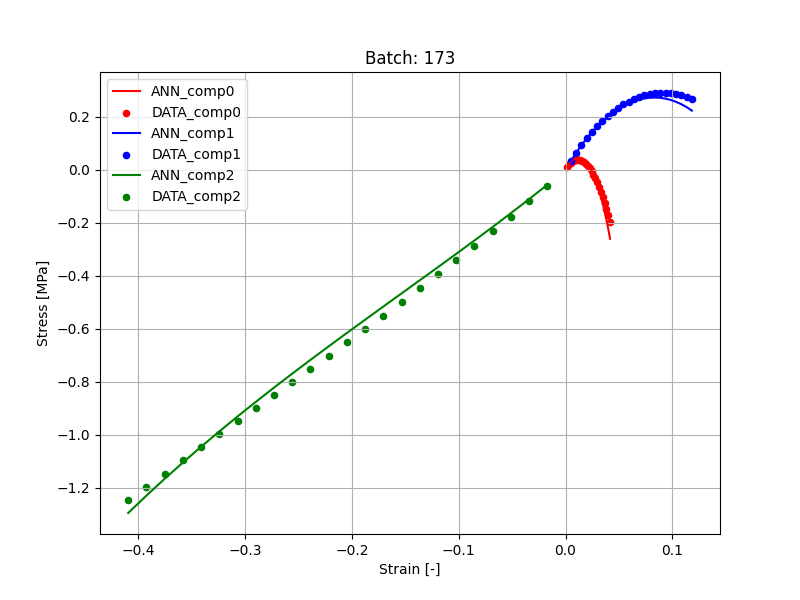 Batch: 173
ANN_comp0
DATA_comp0
ANN_comp1
DATA_comp1
ANN_comp2
DATA_comp2
0.2
0.0
−0.2
−0.4
−0.6
−0.8
−1.0
−1.2
Stress [MPa]
−0.4
−0.3
−0.2
−0.1
0.0
0.1
Strain [-]